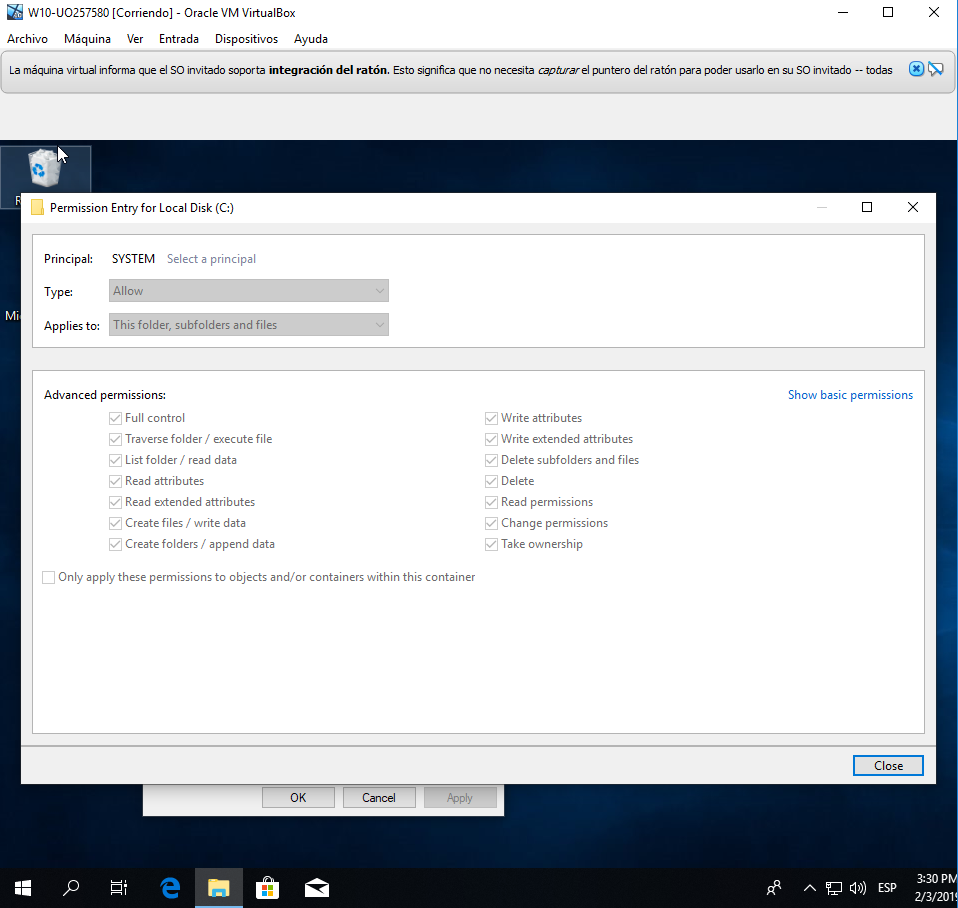 W10-UO257580 [Corriendo] - Oracle VM VirtualBox
Archivo Máquina Ver Entrada Dispositivos Ayuda
La máquina virtual informa que el SO invitado soporta integración del ratón. Esto significa que no necesita capturar el puntero del ratón para poder usarlo en su SO invitado -- todas
R
Permission Entry for Local Disk (C:)
Principal: SYSTEM Select a principal
Type: Allow
Mi
Applies to: This folder, subfolders and files
Advanced permissions: Show basic permissions
Full control Write attributes
Traverse folder / execute file Write extended attributes
List folder / read data Delete subfolders and files
Read attributes Delete
Read extended attributes Read permissions
Create files / write data Change permissions
Create folders / append data Take ownership
Only apply these permissions to objects and/or containers within this container
Close
OK Cancel Apply
ESP
3:30 PM
2/3/2019